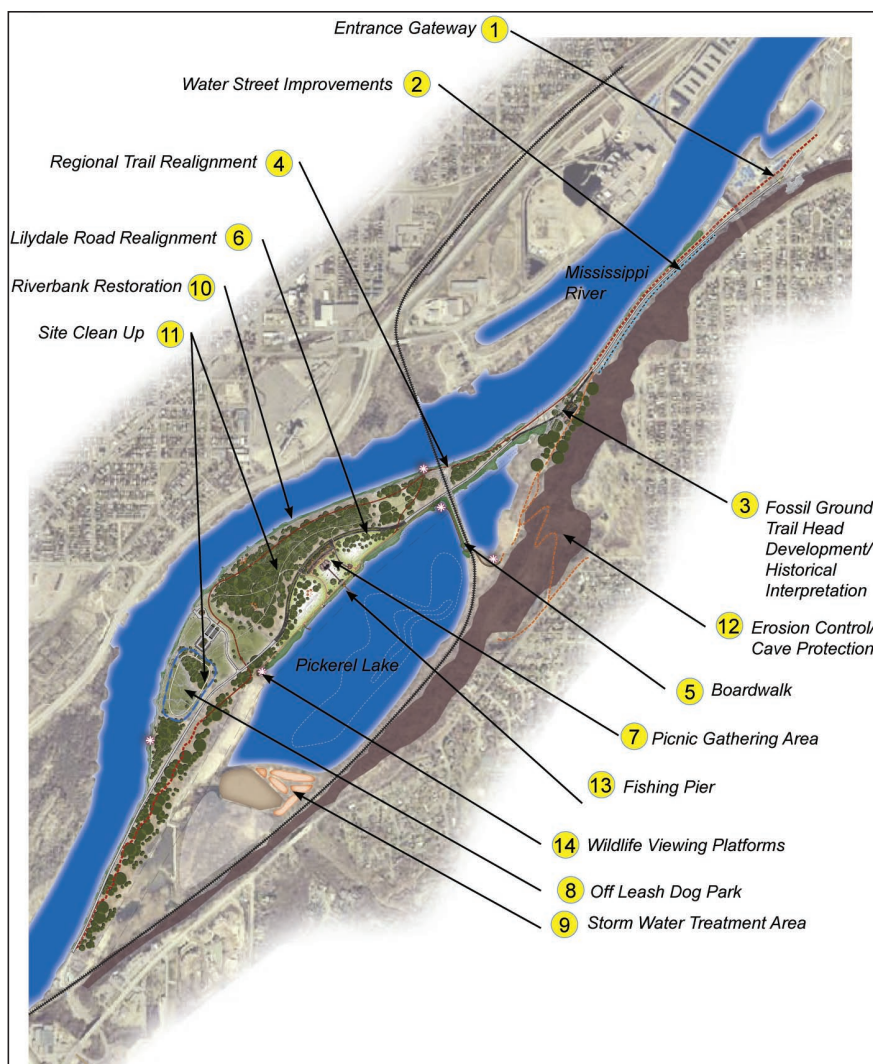 Entrance Gateway 1
Water Street Improvements 2
Regional Trail Realignment 4
Lilydale Road Realignment 6
Riverbank Restoration 10
Site Clean Up 11
Mississippi
River
Pickerel Lake
3 Fossil Ground
Trail Head
Development/
Historical
Interpretation
12 Erosion Control/
Cave Protection
5 Boardwalk
7 Picnic Gathering Area
13 Fishing Pier
14 Wildlife Viewing Platforms
8 Off Leash Dog Park
9 Storm Water Treatment Area